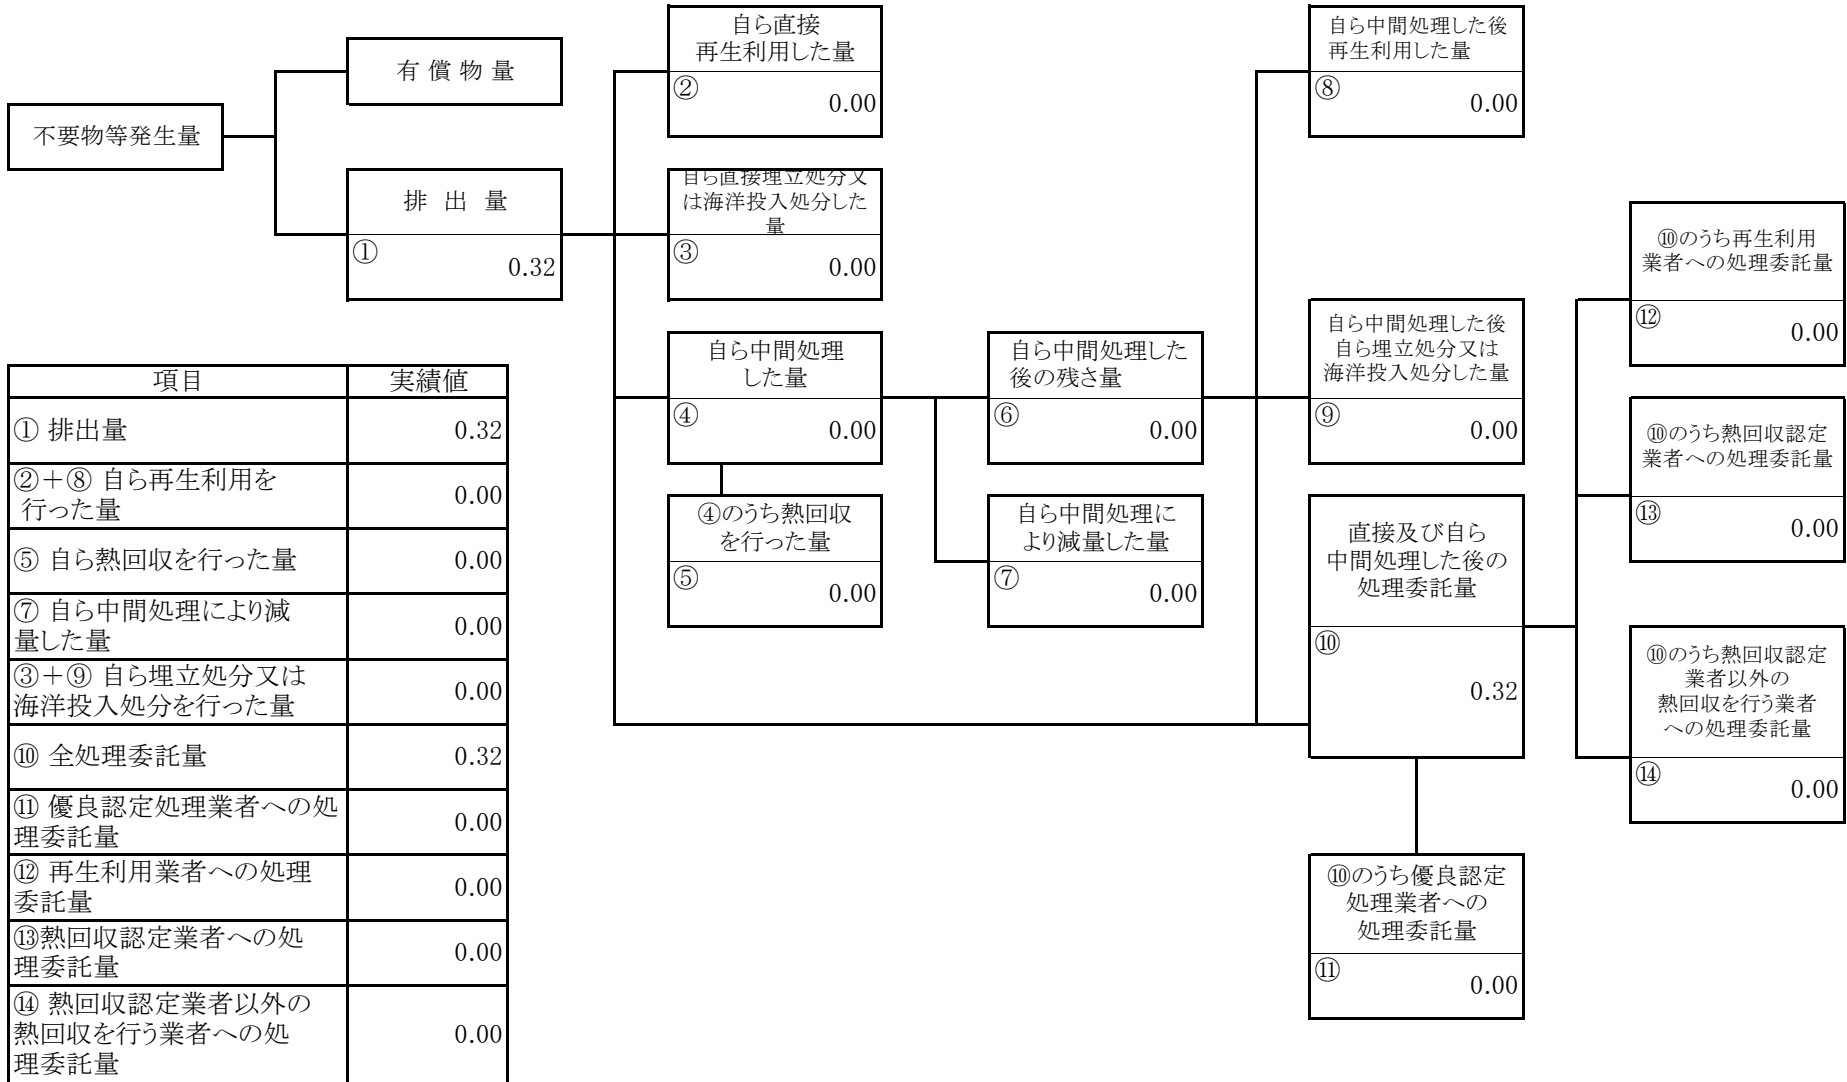 不要物等発生量
有 償 物 量
排 出 量
①
0.32
自ら直接
再生利用した量
②
0.00
自ら直接埋立処分又
は海洋投入処分した
量
③
0.00
自ら中間処理
した量
④
0.00
④のうち熱回収
を行った量
⑤
0.00
自ら中間処理した
後の残さ量
⑥
0.00
自ら中間処理に
より減量した量
⑦
0.00
自ら中間処理した後
再生利用した量
⑧
0.00
自ら中間処理した後
自ら埋立処分又は
海洋投入処分した量
⑨
0.00
直接及び自ら
中間処理した後の
処理委託量
⑩
0.32
⑩のうち優良認定
処理業者への
処理委託量
⑪
0.00
⑩のうち再生利用
業者への処理委託量
⑫
0.00
⑩のうち熱回収認定
業者への処理委託量
⑬
0.00
⑩のうち熱回収認定
業者以外の
熱回収を行う業者
への処理委託量
⑭
0.00
項目 実績値
① 排出量 0.32
②＋⑧ 自ら再生利用を
行った量 0.00
⑤ 自ら熱回収を行った量 0.00
⑦ 自ら中間処理により減
量した量 0.00
③＋⑨ 自ら埋立処分又は
海洋投入処分を行った量 0.00
⑩ 全処理委託量 0.32
⑪ 優良認定処理業者への処
理委託量 0.00
⑫ 再生利用業者への処理
委託量 0.00
⑬熱回収認定業者への処
理委託量 0.00
⑭ 熱回収認定業者以外の
熱回収を行う業者への処
理委託量 0.00